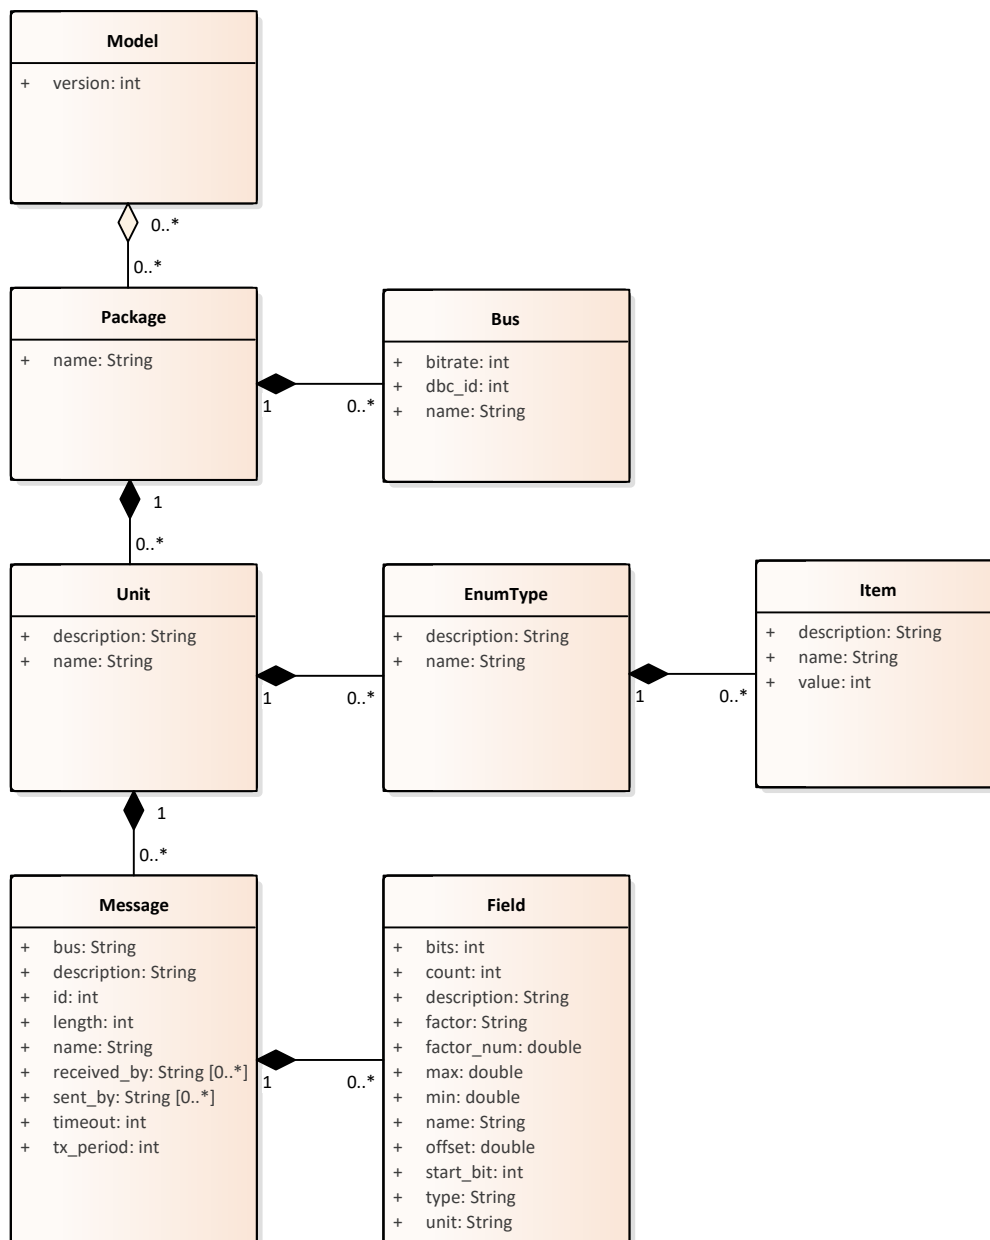 Model
+ version: int
0..*
0..*
Package
+ name: String
1
0..*
Bus
+ bitrate: int
+ dbc_id: int
+ name: String
1
0..*
Unit
+ description: String
+ name: String
1
0..*
EnumType
+ description: String
+ name: String
1
0..*
Item
+ description: String
+ name: String
+ value: int
1
0..*
Message
+ bus: String
+ description: String
+ id: int
+ length: int
+ name: String
+ received_by: String [0..*]
+ sent_by: String [0..*]
+ timeout: int
+ tx_period: int
1
0..*
Field
+ bits: int
+ count: int
+ description: String
+ factor: String
+ factor_num: double
+ max: double
+ min: double
+ name: String
+ offset: double
+ start_bit: int
+ type: String
+ unit: String